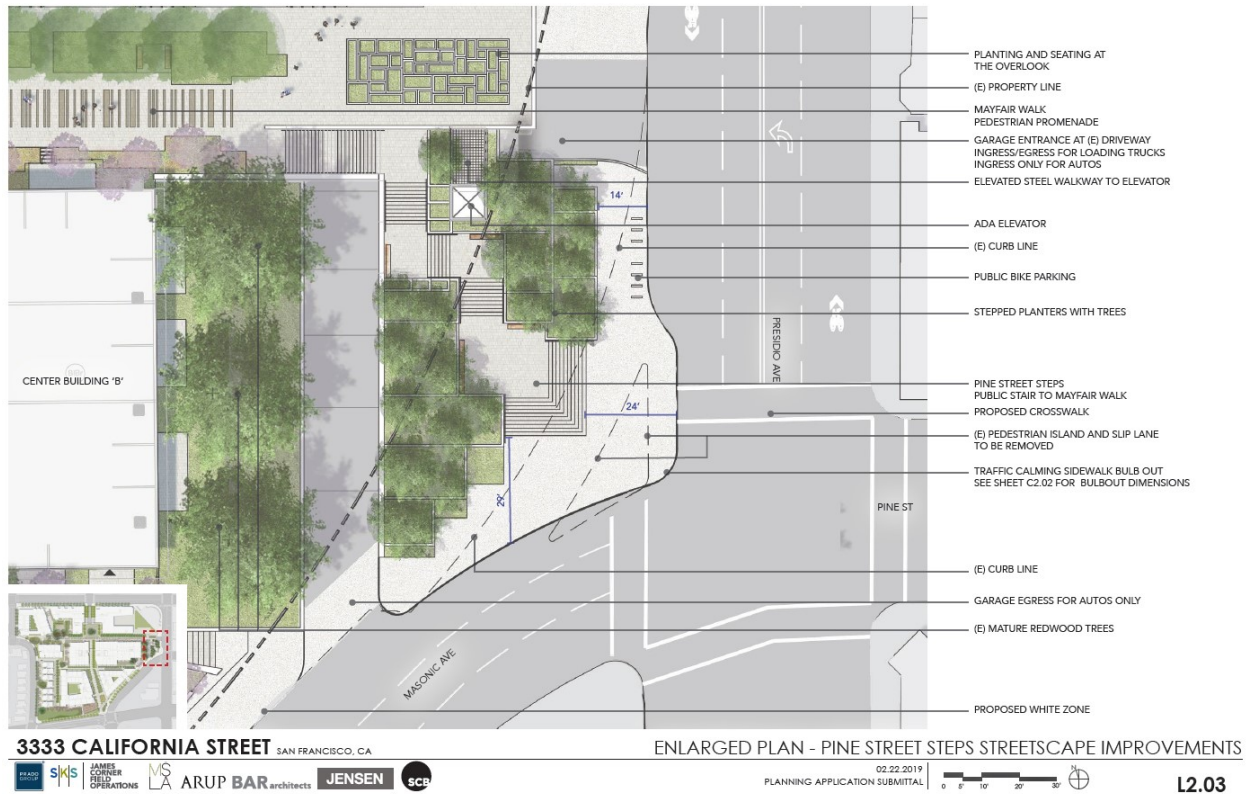 PLANTING AND SEATING AT
THE OVERLOOK
(E) PROPERTY LINE
MAYFAIR WALK
PEDESTRIAN PROMENADE
GARAGE ENTRANCE AT (E) DRIVEWAY
INGRESS/EGRESS FOR LOADING TRUCKS
INGRESS ONLY FOR AUTOS
ELEVATED STEEL WALKWAY TO ELEVATOR
14'
ADA ELEVATOR
(E) CURB LINE
PUBLIC BIKE PARKING
STEPPED PLANTERS WITH TREES
PRESIDIO AVE
CENTER BUILDING 'B'
PINE STREET STEPS
PUBLIC STAIR TO MAYFAIR WALK
24'
PROPOSED CROSSWALK
(E) PEDESTRIAN ISLAND AND SLIP LANE
TO BE REMOVED
TRAFFIC CALMING SIDEWALK BULB OUT
SEE SHEET C2.02 FOR BULBOUT DIMENSIONS
29'
PINE ST
(E) CURB LINE
GARAGE EGRESS FOR AUTOS ONLY
(E) MATURE REDWOOD TREES
MASONIC AVE
PROPOSED WHITE ZONE
3333 CALIFORNIA STREET SAN FRANCISCO, CA
ENLARGED PLAN - PINE STREET STEPS STREETSCAPE IMPROVEMENTS
PRADO
GROUP
SKS
JAMES
CORNER
FIELD
OPERATIONS
MSLA
ARUP
BAR architects
JENSEN
SCB
02.22.2019
PLANNING APPLICATION SUBMITTAL
0 5' 10' 20' 30'
N
L2.03